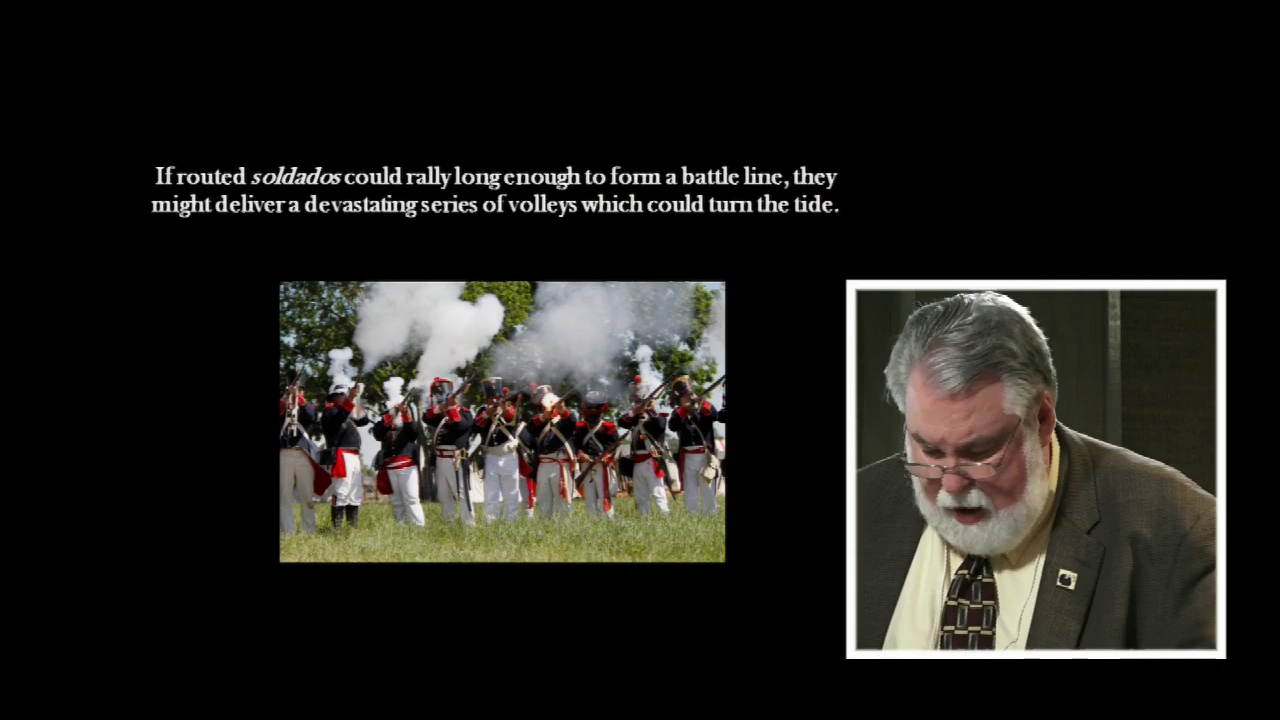 If routed soldados could rally long enough to form a battle line, they
might deliver a devastating series of volleys which could turn the tide.